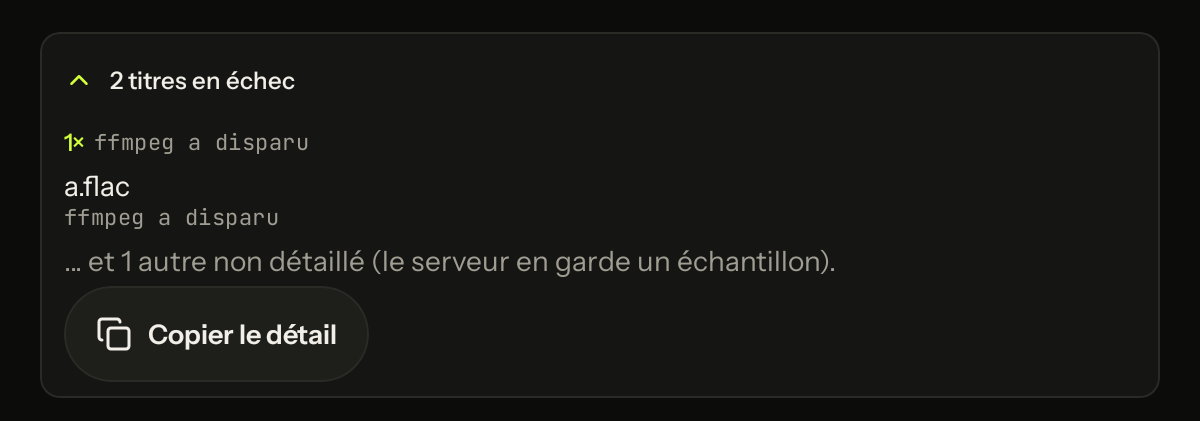 2 titres en échec
1× ffmpeg a disparu
a.flac
ffmpeg a disparu
… et 1 autre non détaillé (le serveur en garde un échantillon).
Copier le détail